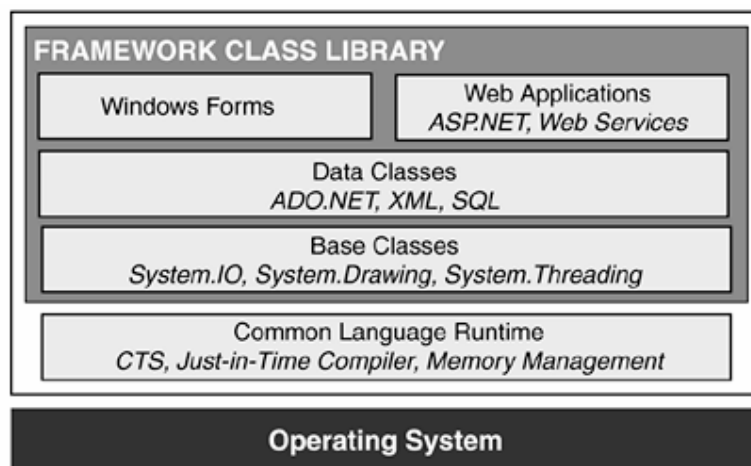 FRAMEWORK CLASS LIBRARY
Windows Forms
Web Applications
ASP.NET, Web Services
Data Classes
ADO.NET, XML, SQL
Base Classes
System.IO, System.Drawing, System.Threading
Common Language Runtime
CTS, Just-in-Time Compiler, Memory Management
Operating System